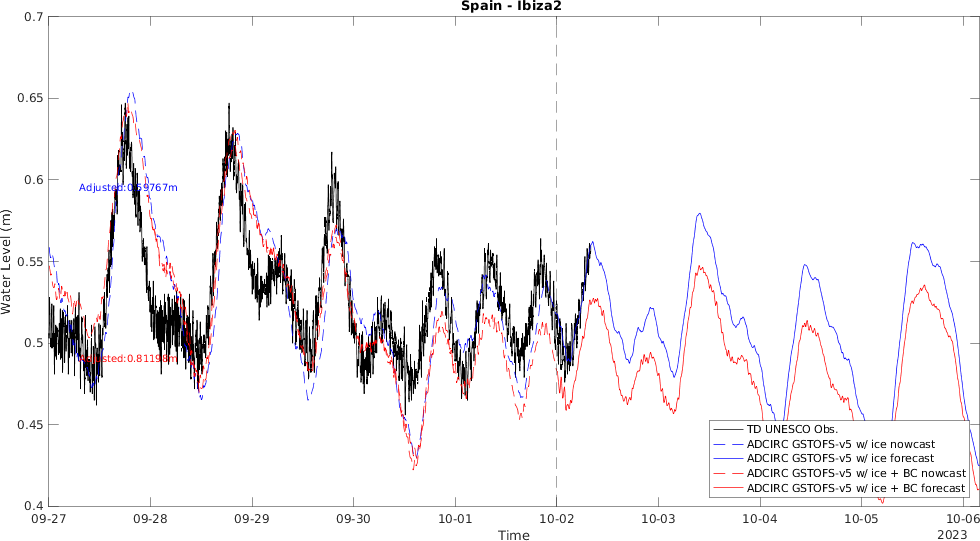 Spain - Ibiza2
0.7
0.65
0.6
0.55
0.5
0.45
0.4
Water Level (m)
Adjusted:0.59767m
Adjusted:0.81198m
TD UNESCO Obs.
ADCIRC GSTOFS-v5 w/ ice nowcast
ADCIRC GSTOFS-v5 w/ ice forecast
ADCIRC GSTOFS-v5 w/ ice + BC nowcast
ADCIRC GSTOFS-v5 w/ ice + BC forecast
09-27 09-28 09-29 09-30 10-01 10-02 10-03 10-04 10-05 10-06
Time
2023